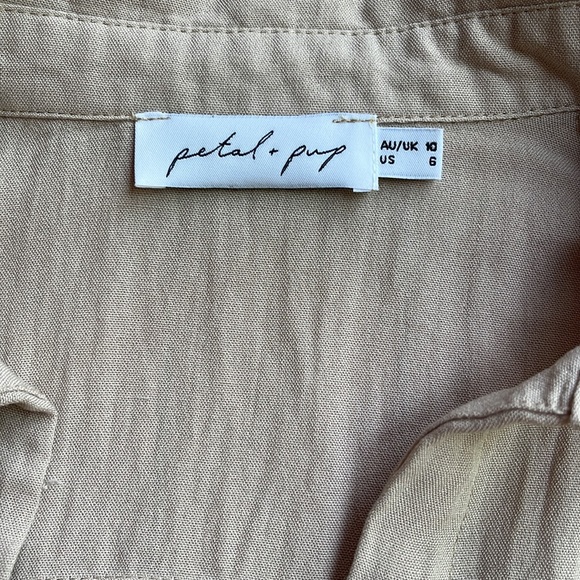 petal + pup
AU/UK 10
US 6